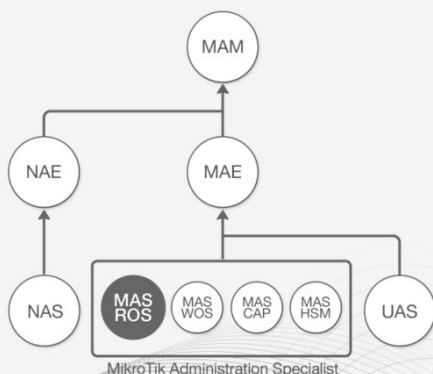 MAM
NAE
MAE
NAS
MAS
ROS
MAS
WOS
MAS
CAP
MAS
HSM
UAS
MikroTik Administration Specialist